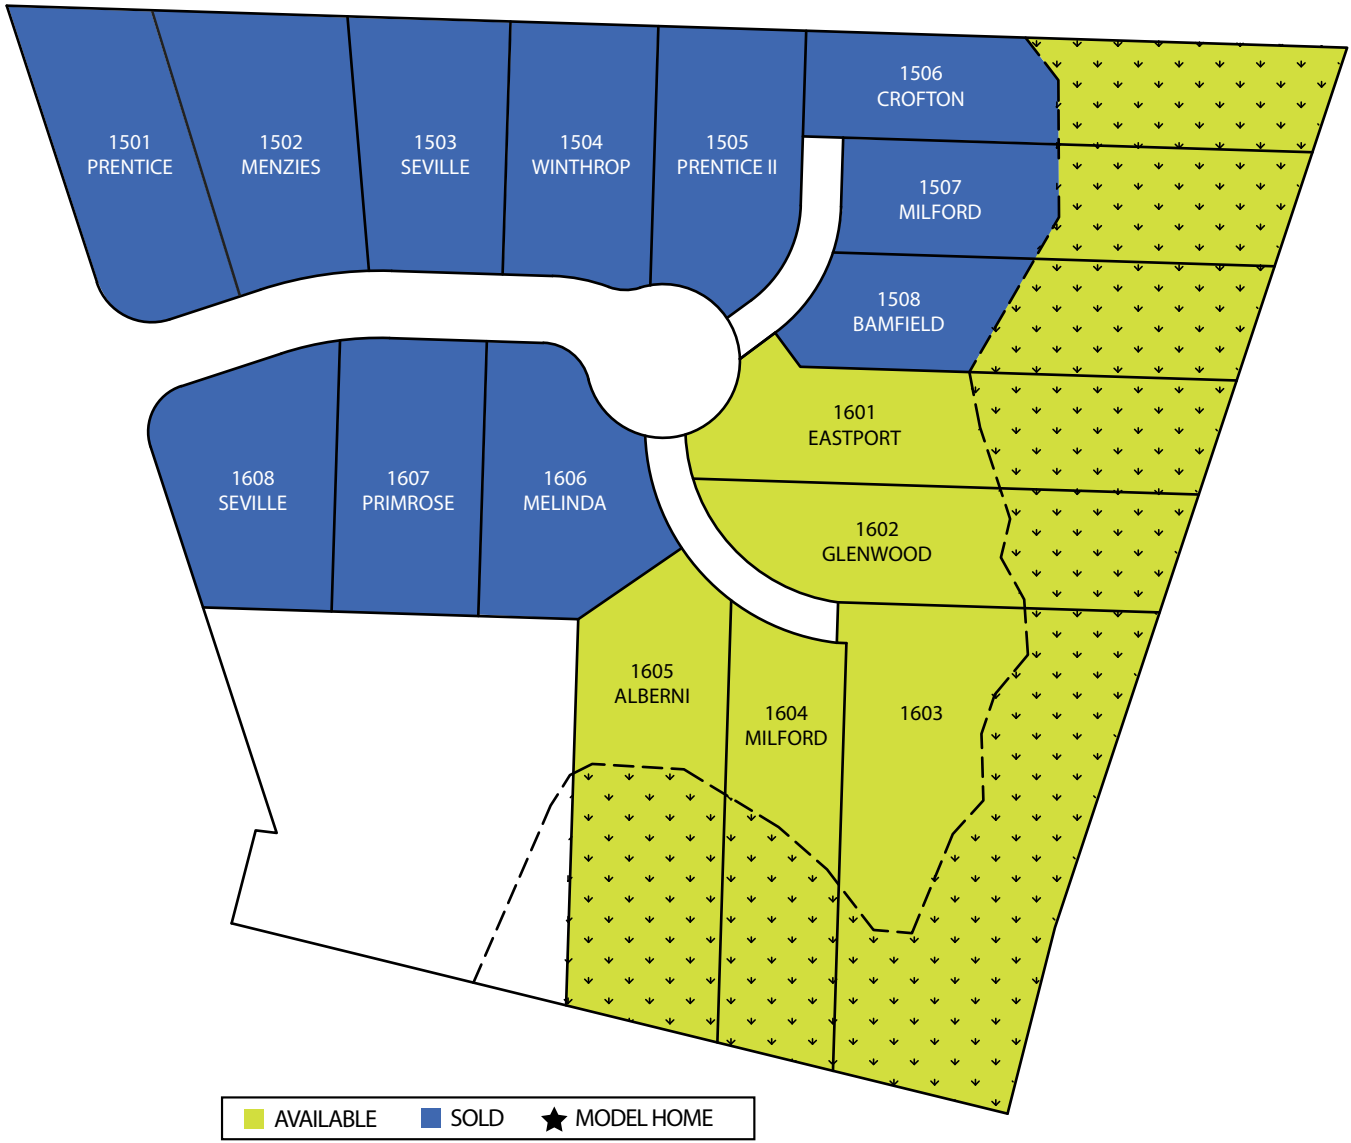 1501
PRENTICE
1502
MENZIES
1503
SEVILLE
1504
WINTHROP
1505
PRENTICE II
1506
CROFTON
1507
MILFORD
1508
BAMFIELD
1601
EASTPORT
1602
GLENWOOD
1603
1604
MILFORD
1605
ALBERNI
1606
MELINDA
1607
PRIMROSE
1608
SEVILLE
AVAILABLE
SOLD
MODEL HOME